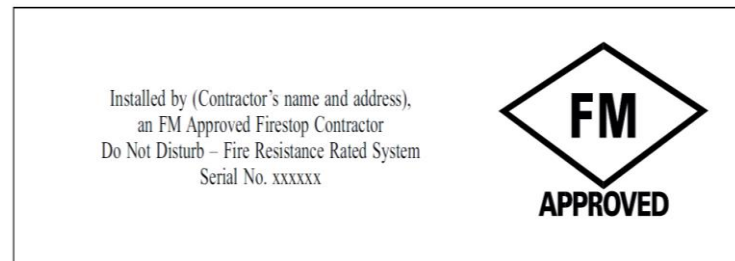 Installed by (Contractor’s name and address),
an FM Approved Firestop Contractor
Do Not Disturb – Fire Resistance Rated System
Serial No. xxxxxx
FM
APPROVED